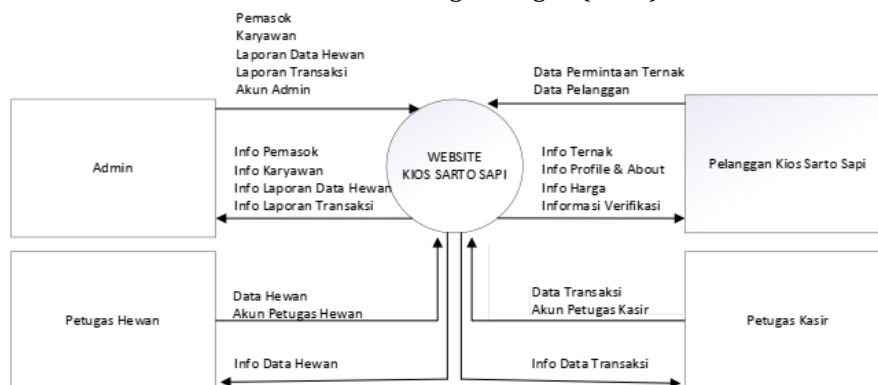 Pemasok
Karyawan
Laporan Data Hewan
Laporan Transaksi
Akun Admin
Data Permintaan Ternak
Data Pelanggan
Admin
Info Pemasok
Info Karyawan
Info Laporan Data Hewan
Info Laporan Transaksi
WEBSITE
KIOS SARTO SAPI
Info Ternak
Info Profile & About
Info Harga
Informasi Verifikasi
Pelanggan Kios Sarto Sapi
Petugas Hewan
Data Hewan
Akun Petugas Hewan
Info Data Hewan
Data Transaksi
Akun Petugas Kasir
Info Data Transaksi
Petugas Kasir